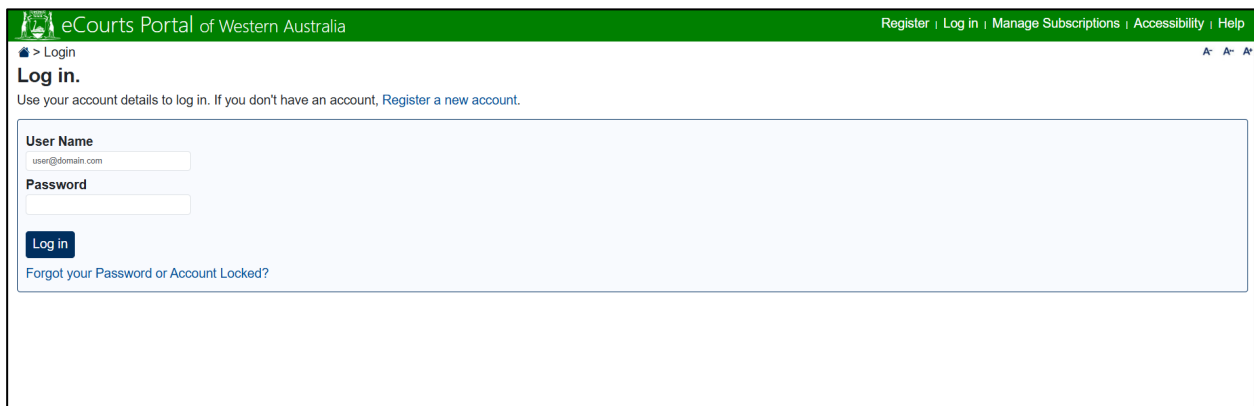 eCourts Portal of Western Australia
Register | Log in | Manage Subscriptions | Accessibility | Help
> Login
A- A↔ A+
Log in.
Use your account details to log in. If you don't have an account, Register a new account.
User Name
user@domain.com
Password
Log in
Forgot your Password or Account Locked?